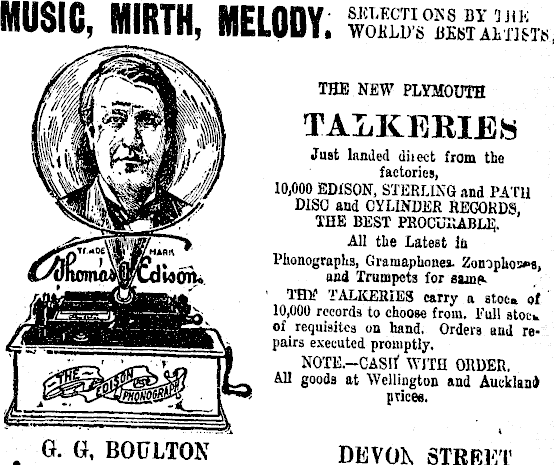 MUSIC, MIRTH, MELODY.
SELECTIONS BY THE
WORLD'S BEST ARTISTS,
THE NEW PLYMOUTH
TALKERIES
Just landed direct from the
factories,
10,000 EDISON, STERLING and PATH
DISC and CYLINDER RECORDS,
THE BEST PROCURABLE.
All the Latest in
Phonographs, Gramaphones. Zonophones,
and Trumpets for same.
THE TALKERIES carry a stock of
10,000 records to choose from. Full stock
of requisites on hand. Orders and re-
pairs executed promptly.
NOTE.—CASH WITH ORDER.
All goods at Wellington and Auckland
prices.
TRADE MARK
Thomas A Edison.
THE EDISON PHONOGRAPH
G. G. BOULTON
DEVON STREET